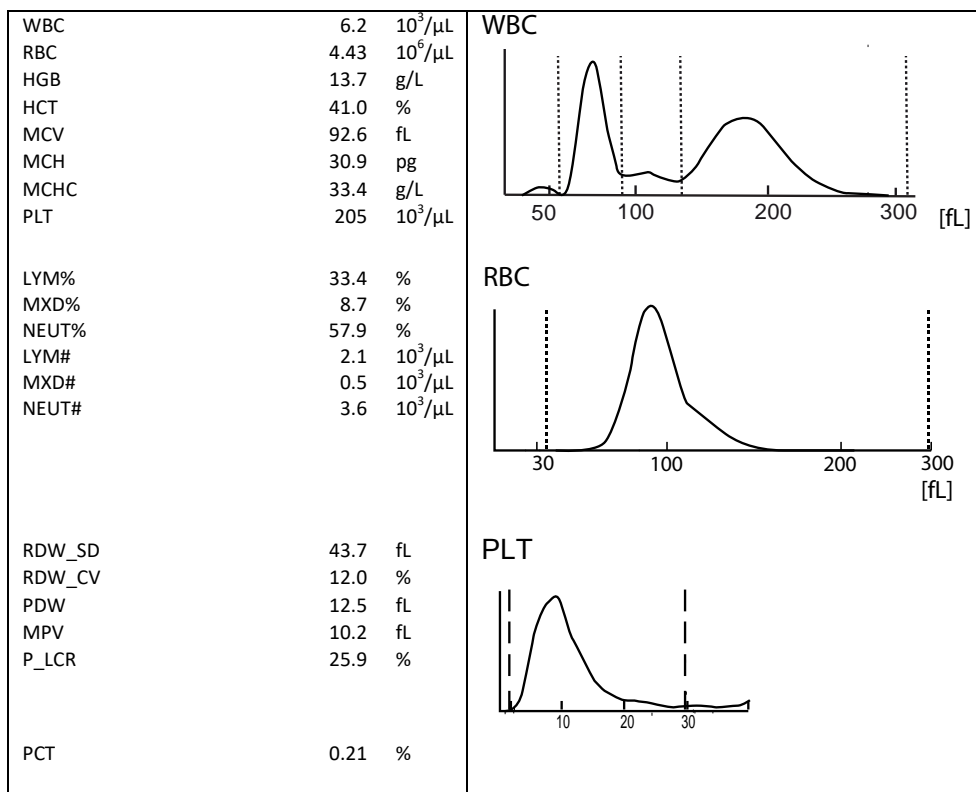 WBC 6.2 10³/µL
RBC 4.43 10⁶/µL
HGB 13.7 g/L
HCT 41.0 %
MCV 92.6 fL
MCH 30.9 pg
MCHC 33.4 g/L
PLT 205 10³/µL
LYM% 33.4 %
MXD% 8.7 %
NEUT% 57.9 %
LYM# 2.1 10³/µL
MXD# 0.5 10³/µL
NEUT# 3.6 10³/µL
RDW_SD 43.7 fL
RDW_CV 12.0 %
PDW 12.5 fL
MPV 10.2 fL
P_LCR 25.9 %
PCT 0.21 %
WBC
50 100 200 300 [fL]
RBC
30 100 200 300
[fL]
PLT
10 20 30